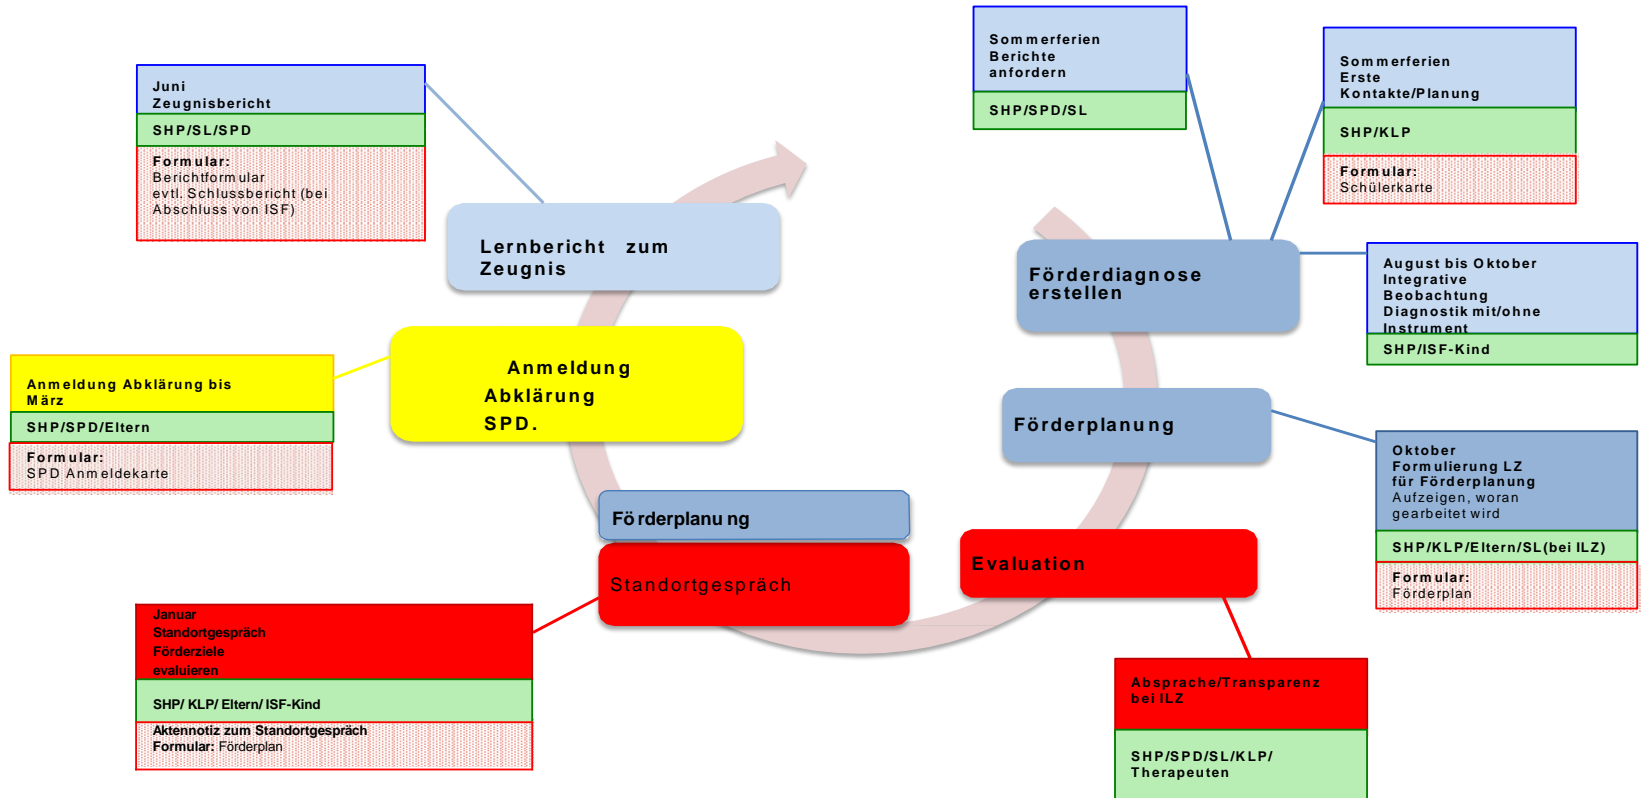 Sommerferien
Berichte
anfordern
SHP/SPD/SL
Sommerferien
Erste
Kontakte/Planung
SHP/KLP
Formular:
Schülerkarte
Juni
Zeugnisbericht
SHP/SL/SPD
Formular:
Berichtformular
evtl. Schlussbericht (bei
Abschluss von ISF)
Lernbericht zum
Zeugnis
Förderdiagnose
erstellen
August bis Oktober
Integrative
Beobachtung
Diagnostik mit/ohne
Instrument
SHP/ISF-Kind
Anmeldung
Abklärung
SPD.
Anmeldung Abklärung bis
März
SHP/SPD/Eltern
Formular:
SPD Anmeldekarte
Förderplanung
Oktober
Formulierung LZ
für Förderplanung
Aufzeigen, woran
gearbeitet wird
SHP/KLP/Eltern/SL(bei ILZ)
Formular:
Förderplan
Förderplanung
Standortgespräch
Evaluation
Januar
Standortgespräch
Förderziele
evaluieren
SHP/ KLP/ Eltern/ ISF-Kind
Aktennotiz zum Standortgespräch
Formular: Förderplan
Absprache/Transparenz
bei ILZ
SHP/SPD/SL/KLP/
Therapeuten